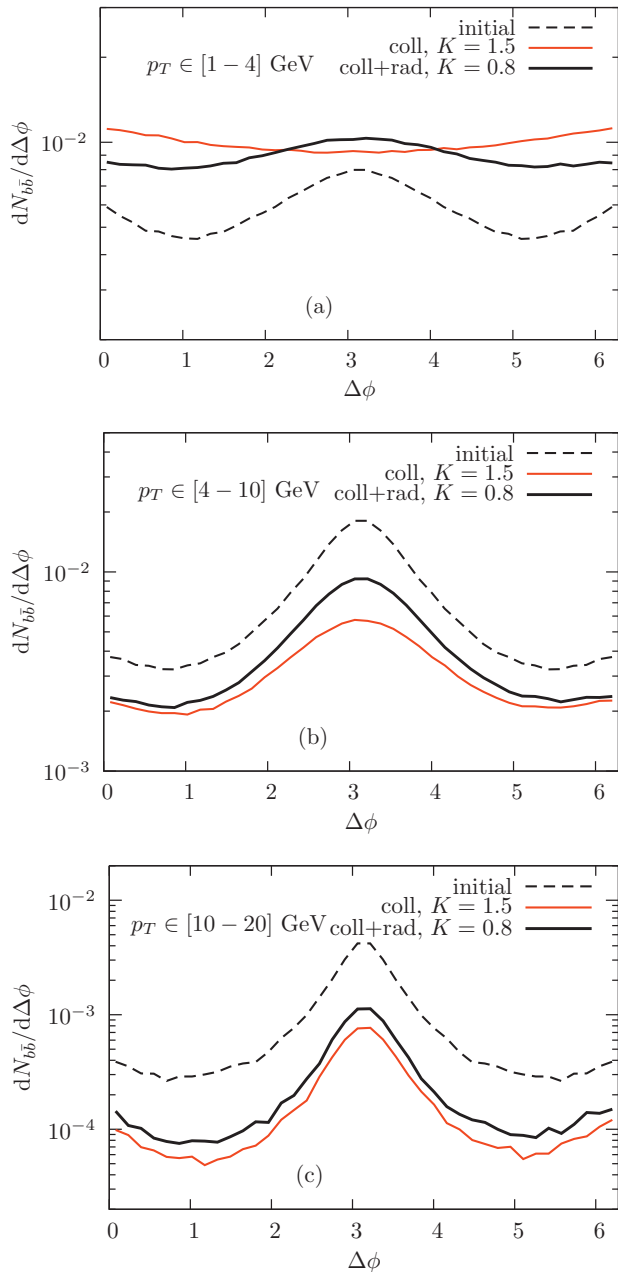 initial
coll, K = 1.5
p_T ∈ [1 − 4] GeV
coll+rad, K = 0.8
10^{−2}
dN_{bb̄}/dΔϕ
(a)
0 1 2 3 4 5 6
Δϕ
initial
coll, K = 1.5
p_T ∈ [4 − 10] GeV
coll+rad, K = 0.8
10^{−2}
dN_{bb̄}/dΔϕ
(b)
10^{−3}
0 1 2 3 4 5 6
Δϕ
10^{−2}
initial
coll, K = 1.5
p_T ∈ [10 − 20] GeV
coll+rad, K = 0.8
10^{−3}
dN_{bb̄}/dΔϕ
10^{−4}
(c)
0 1 2 3 4 5 6
Δϕ